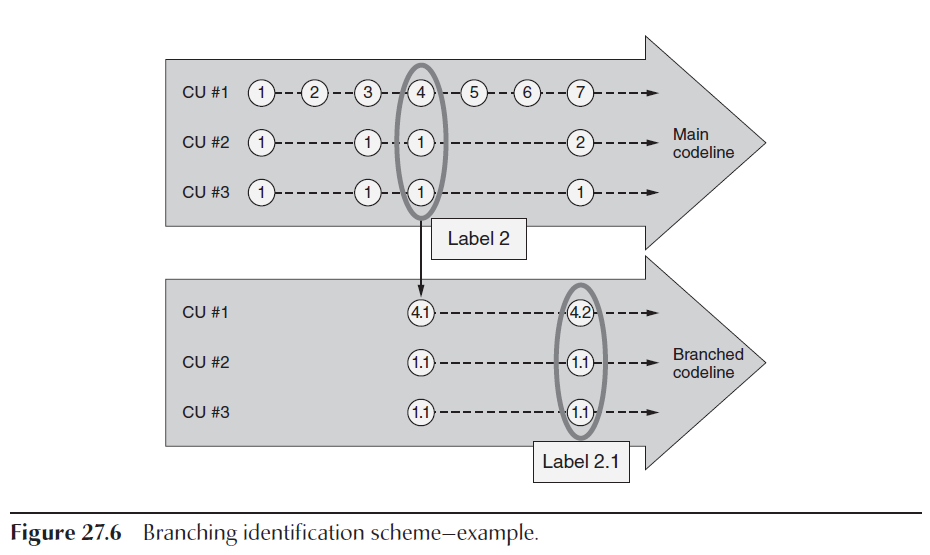 CU #1 1 2 3 4 5 6 7
Main
codeline
CU #2 1 1 1 2
CU #3 1 1 1 1
Label 2
CU #1 4.1 4.2
CU #2 1.1 1.1
Branched
codeline
CU #3 1.1 1.1
Label 2.1
Figure 27.6 Branching identification scheme–example.